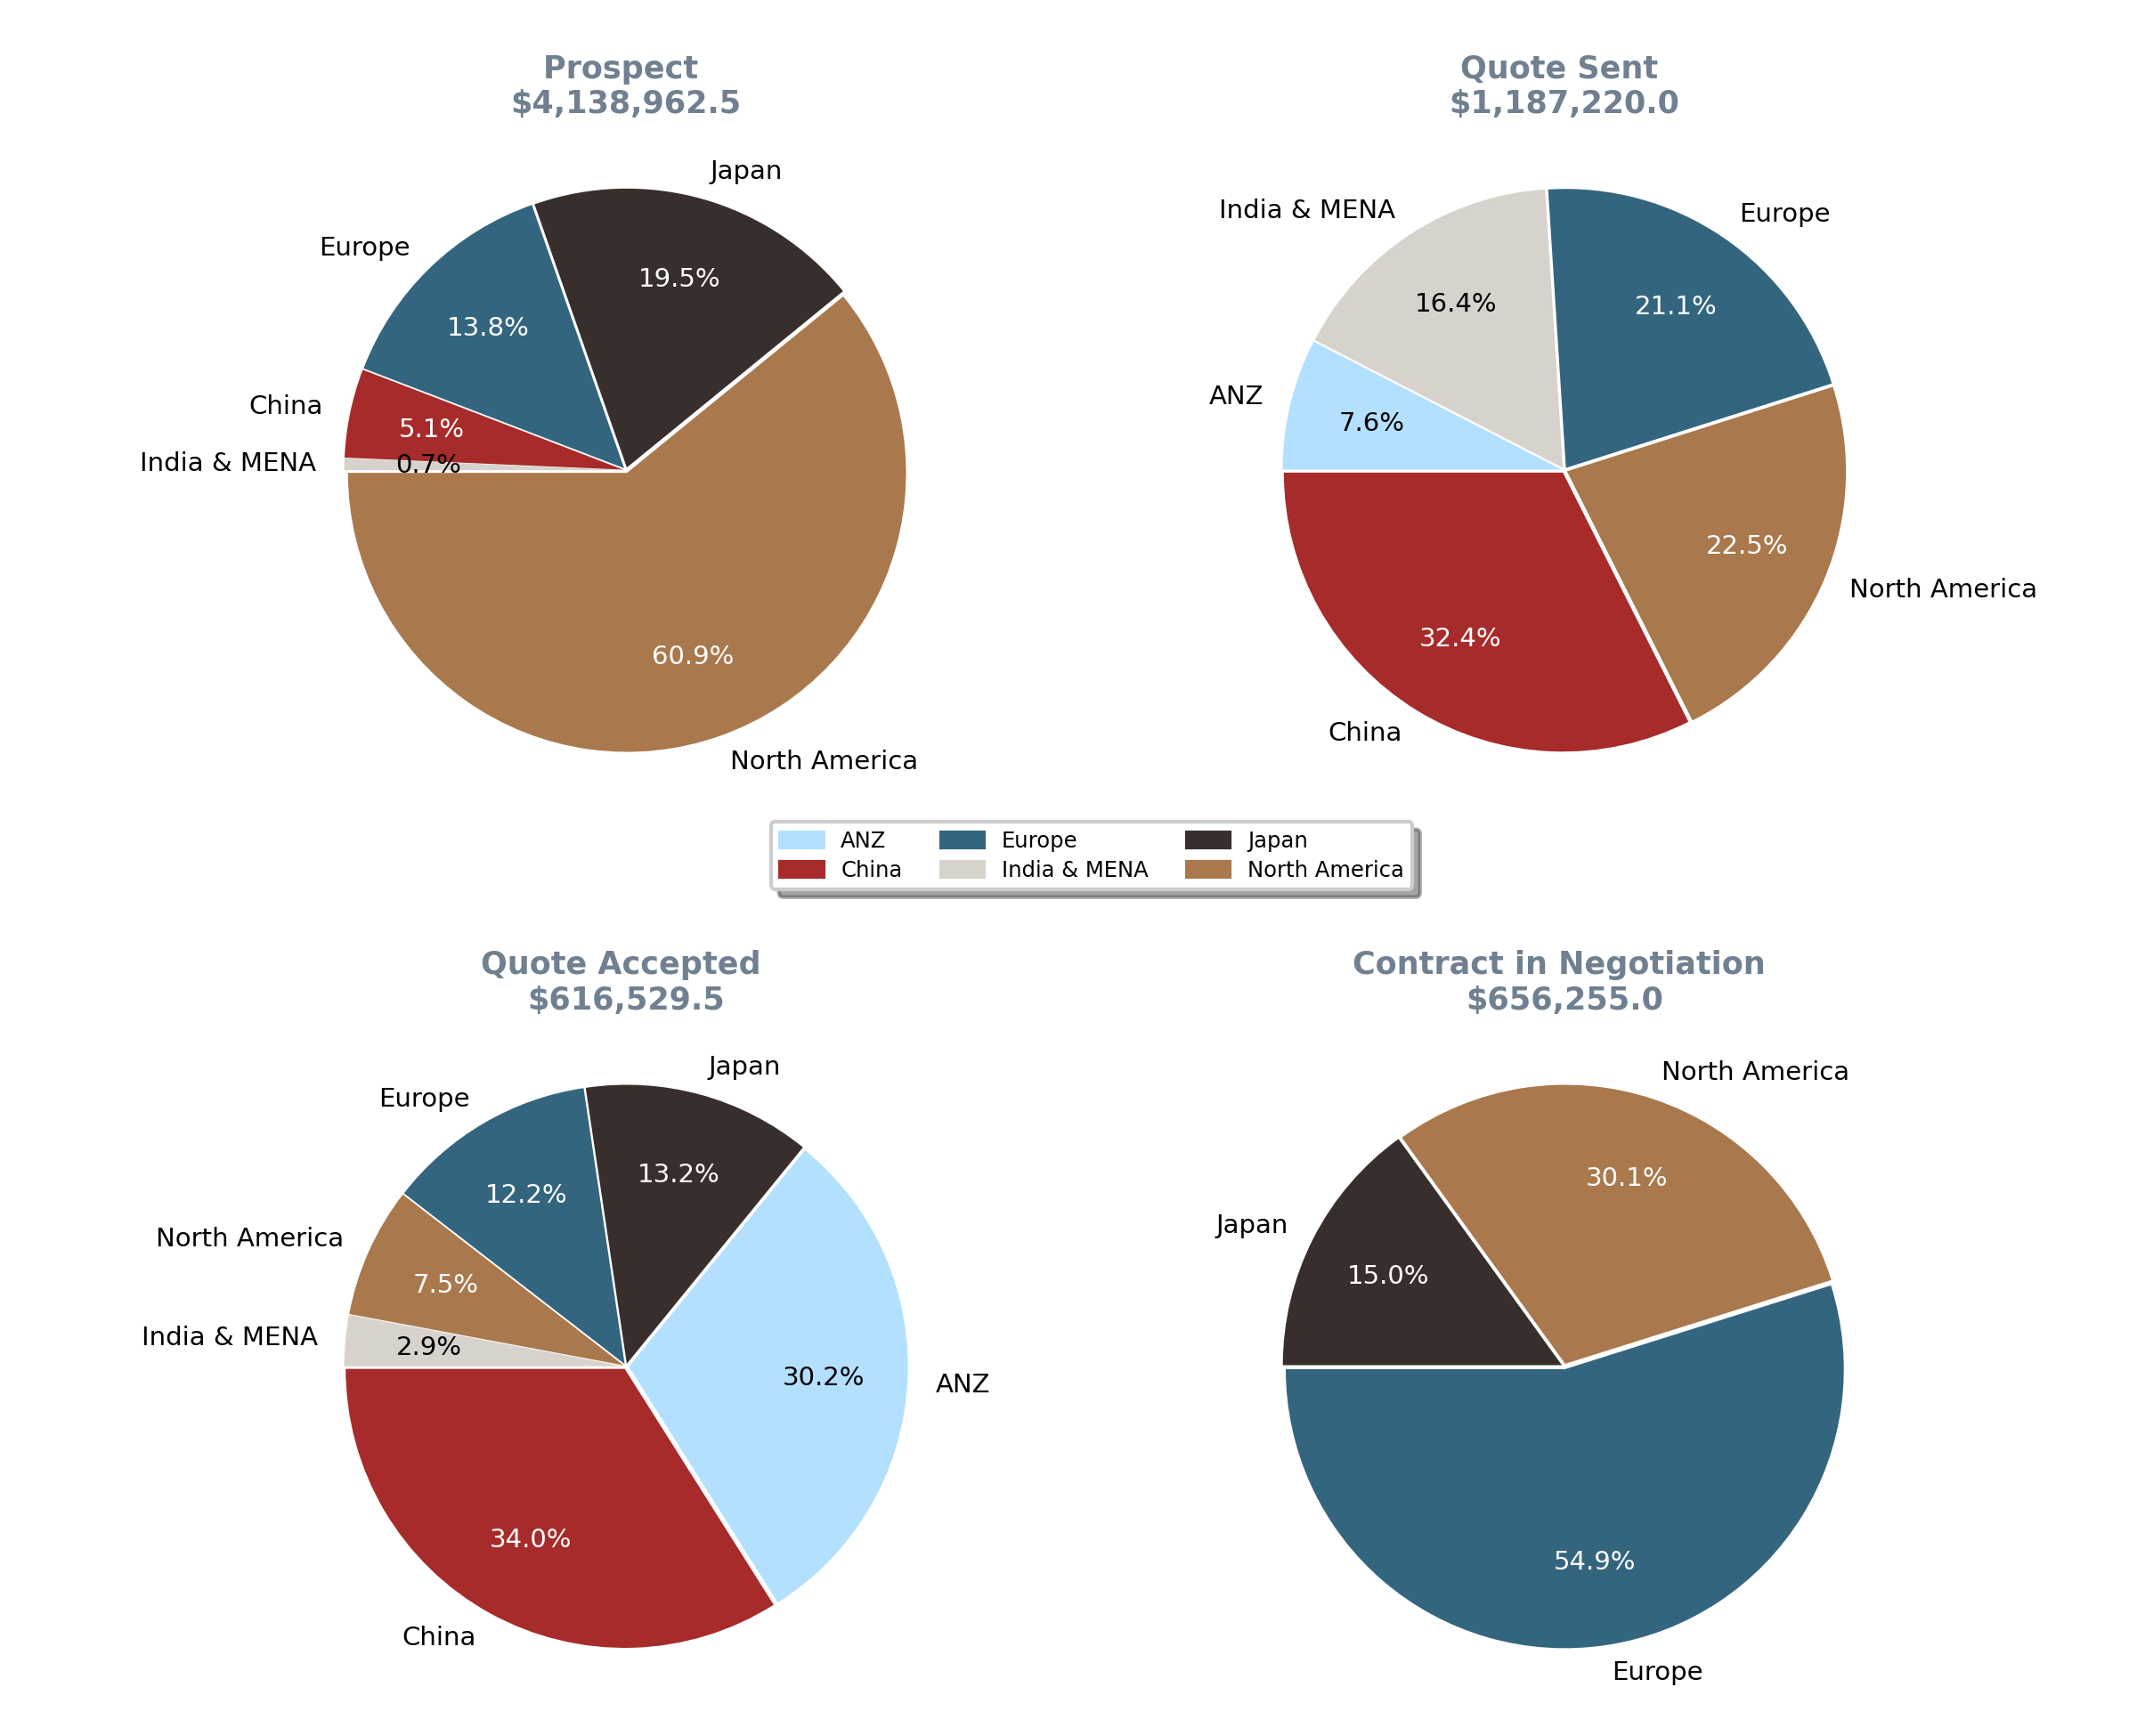 Prospect
$4,138,962.5
Japan
Europe
19.5%
13.8%
China
5.1%
India & MENA
0.7%
60.9%
North America
Quote Sent
$1,187,220.0
India & MENA
Europe
16.4%
21.1%
ANZ
7.6%
22.5%
North America
32.4%
China
ANZ
Europe
Japan
China
India & MENA
North America
Quote Accepted
$616,529.5
Japan
Europe
13.2%
12.2%
North America
7.5%
India & MENA
2.9%
30.2%
ANZ
34.0%
China
Contract in Negotiation
$656,255.0
North America
30.1%
Japan
15.0%
54.9%
Europe